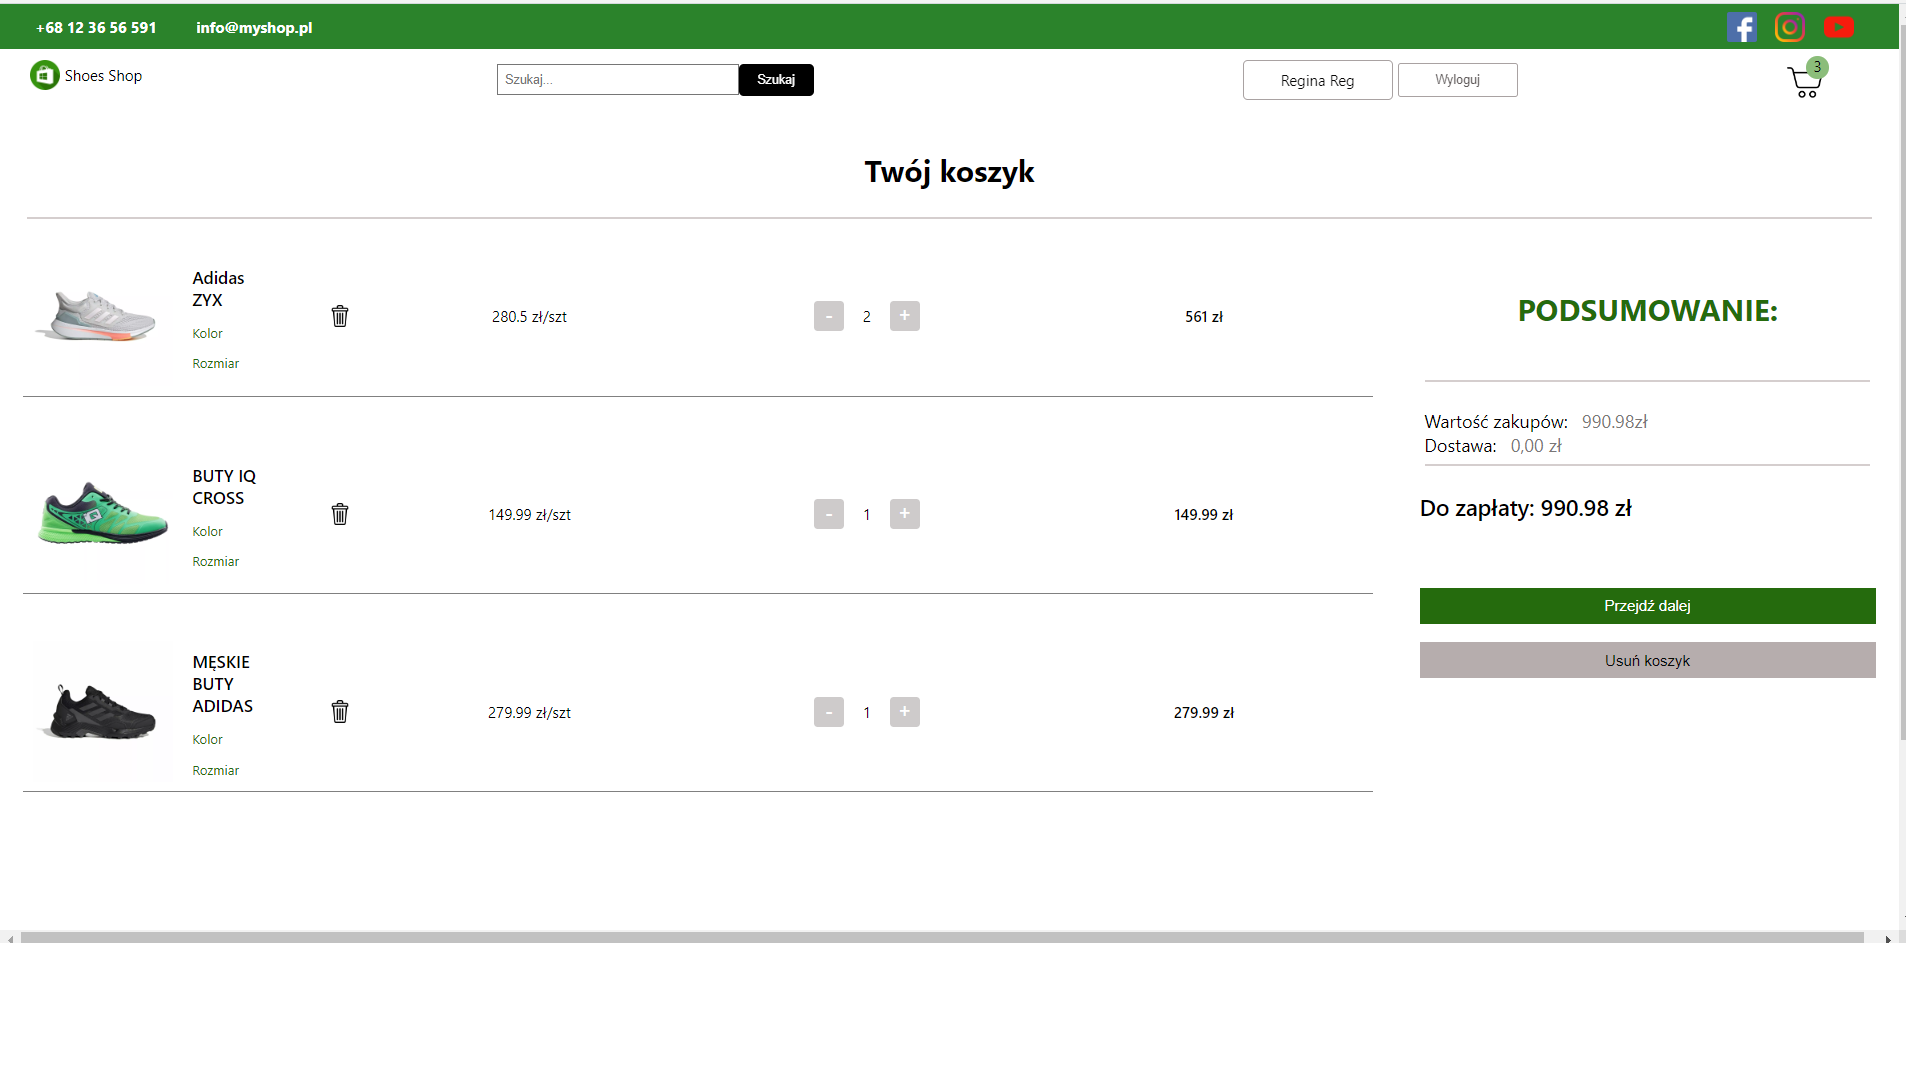 +68 12 36 56 591 info@myshop.pl
Shoes Shop Szukaj... Szukaj Regina Reg Wyloguj 3
Twój koszyk
Adidas
ZYX
Kolor
Rozmiar
280.5 zł/szt - 2 + 561 zł
BUTY IQ
CROSS
Kolor
Rozmiar
149.99 zł/szt - 1 + 149.99 zł
MĘSKIE
BUTY
ADIDAS
Kolor
Rozmiar
279.99 zł/szt - 1 + 279.99 zł
PODSUMOWANIE:
Wartość zakupów: 990.98zł
Dostawa: 0,00 zł
Do zapłaty: 990.98 zł
Przejdź dalej
Usuń koszyk